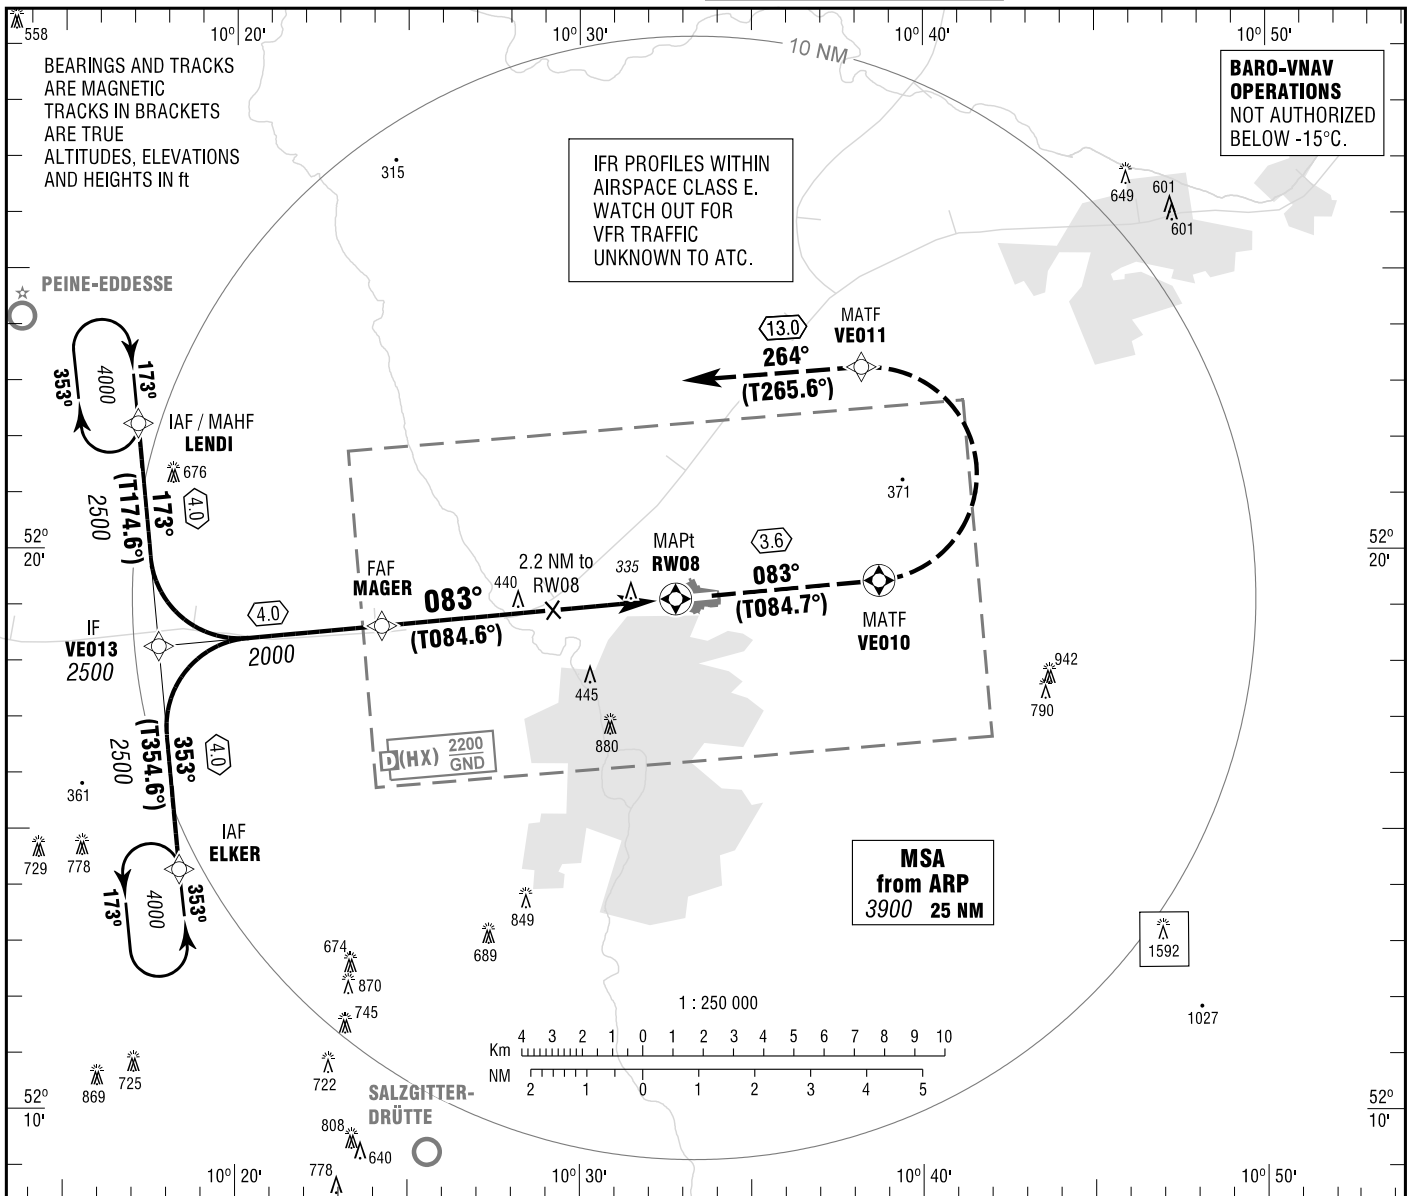 558
10° 20'
10° 30'
10° 40'
10° 50'
10 NM
BEARINGS AND TRACKS
ARE MAGNETIC
TRACKS IN BRACKETS
ARE TRUE
ALTITUDES, ELEVATIONS
AND HEIGHTS IN ft
BARO-VNAV
OPERATIONS
NOT AUTHORIZED
BELOW -15°C.
IFR PROFILES WITHIN
AIRSPACE CLASS E.
WATCH OUT FOR
VFR TRAFFIC
UNKNOWN TO ATC.
315
649
601
601
PEINE-EDDESSE
353°
4000
173°
IAF / MAHF
LENDI
676
13.0
264°
(T265.6°)
MATF
VE011
2500
(T174.6°)
173°
4.0
371
52°
20'
52°
20'
FAF
MAGER
083°
(T084.6°)
440
2.2 NM to
RW08
335
MAPt
RW08
3.6
083°
(T084.7°)
MATF
VE010
4.0
2000
IF
VE013
2500
942
790
445
880
D(HX) 2200
GND
2500
(T354.6°)
353°
4.0
361
729
778
IAF
ELKER
173°
4000
353°
MSA
from ARP
3900 25 NM
849
689
674
870
745
1592
1027
1 : 250 000
Km 4 3 2 1 0 1 2 3 4 5 6 7 8 9 10
NM 2 1 0 1 2 3 4 5
869
725
722
SALZGITTER-
DRÜTTE
808
640
778
52°
10'
52°
10'
10° 20'
10° 30'
10° 40'
10° 50'